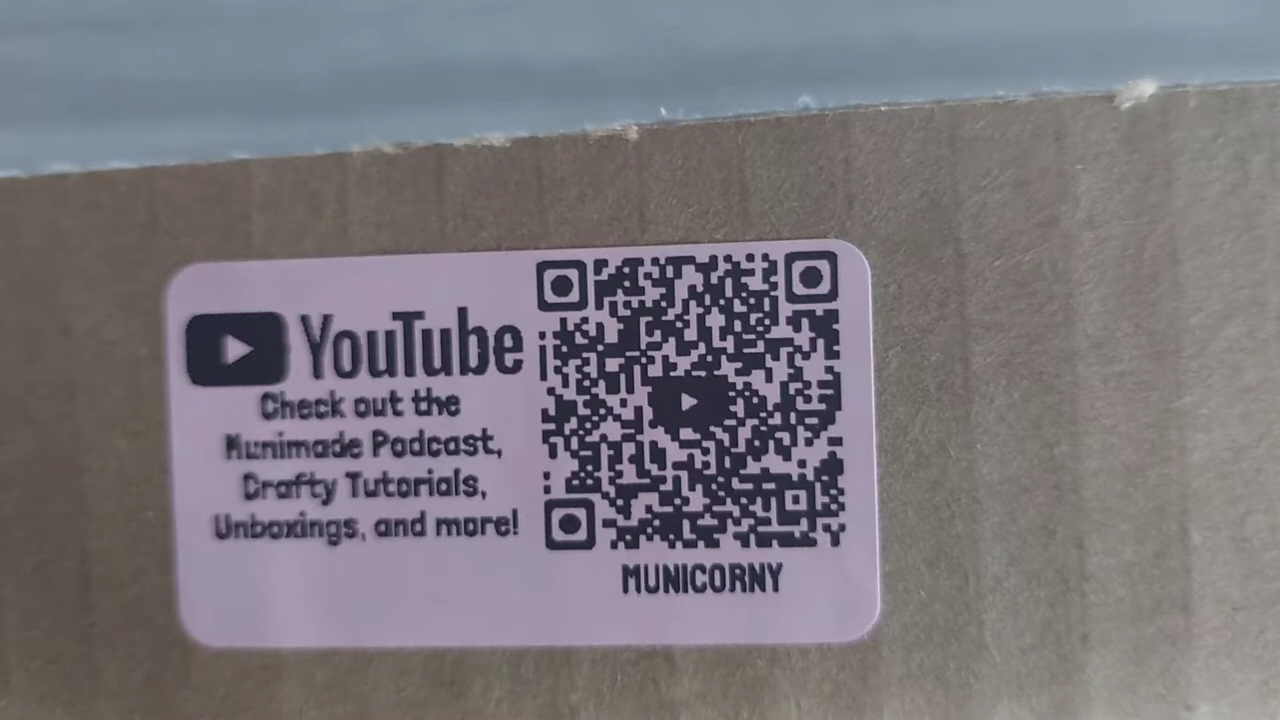 YouTube
Check out the
Munimade Podcast,
Crafty Tutorials,
Unboxings, and more!
MUNICORNY